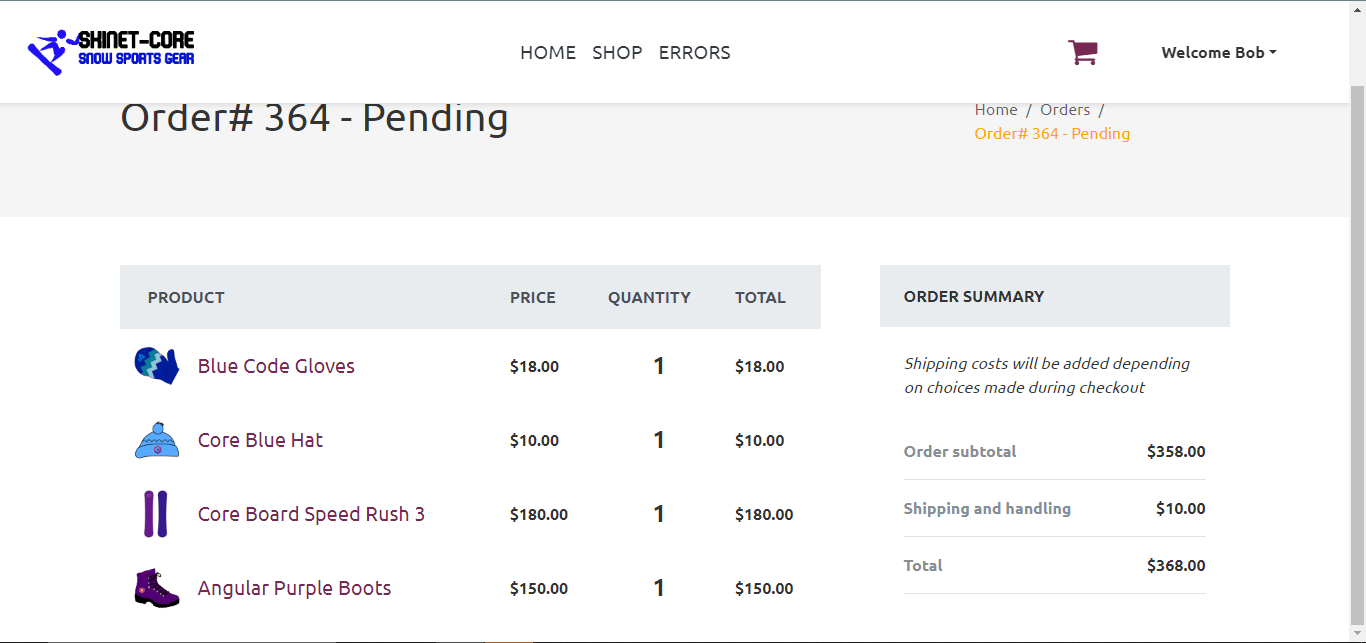 SKINET-CORE
SNOW SPORTS GEAR
HOME SHOP ERRORS
Welcome Bob
Order# 364 - Pending
Home / Orders /
Order# 364 - Pending
PRODUCT PRICE QUANTITY TOTAL
Blue Code Gloves $18.00 1 $18.00
Core Blue Hat $10.00 1 $10.00
Core Board Speed Rush 3 $180.00 1 $180.00
Angular Purple Boots $150.00 1 $150.00
ORDER SUMMARY
Shipping costs will be added depending
on choices made during checkout
Order subtotal $358.00
Shipping and handling $10.00
Total $368.00